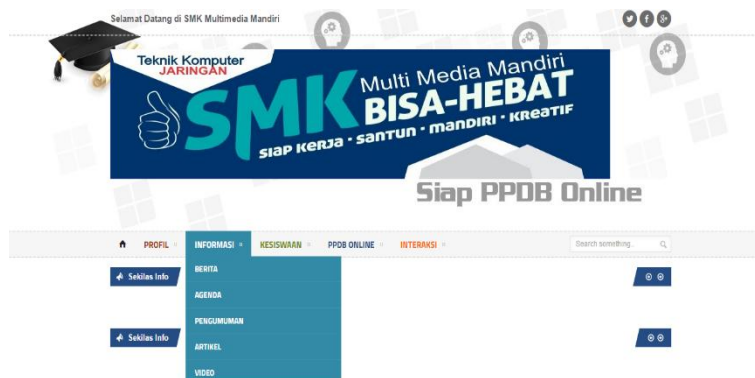 Selamat Datang di SMK Multimedia Mandiri
Teknik Komputer
JARINGAN
SMK
Multi Media Mandiri
BISA-HEBAT
SIAP KERJA • SANTUN • MANDIRI • KREATIF
Siap PPDB Online
PROFIL INFORMASI KESISWAAN PPDB ONLINE INTERAKSI Search something..
Sekilas Info
BERITA
AGENDA
PENGUMUMAN
Sekilas Info
ARTIKEL
VIDEO